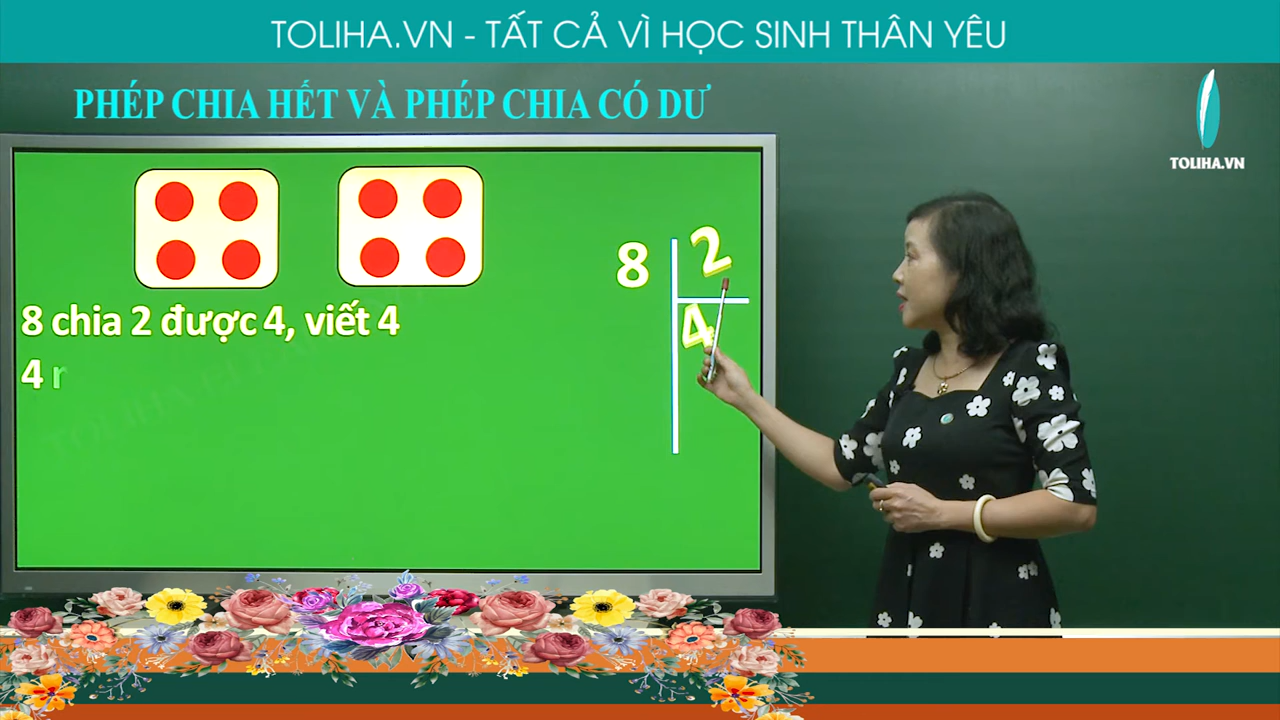 TOLIHA.VN - TẤT CẢ VÌ HỌC SINH THÂN YÊU
PHÉP CHIA HẾT VÀ PHÉP CHIA CÓ DƯ
TOLIHA.VN
8 2
4
8 chia 2 được 4, viết 4
4 r